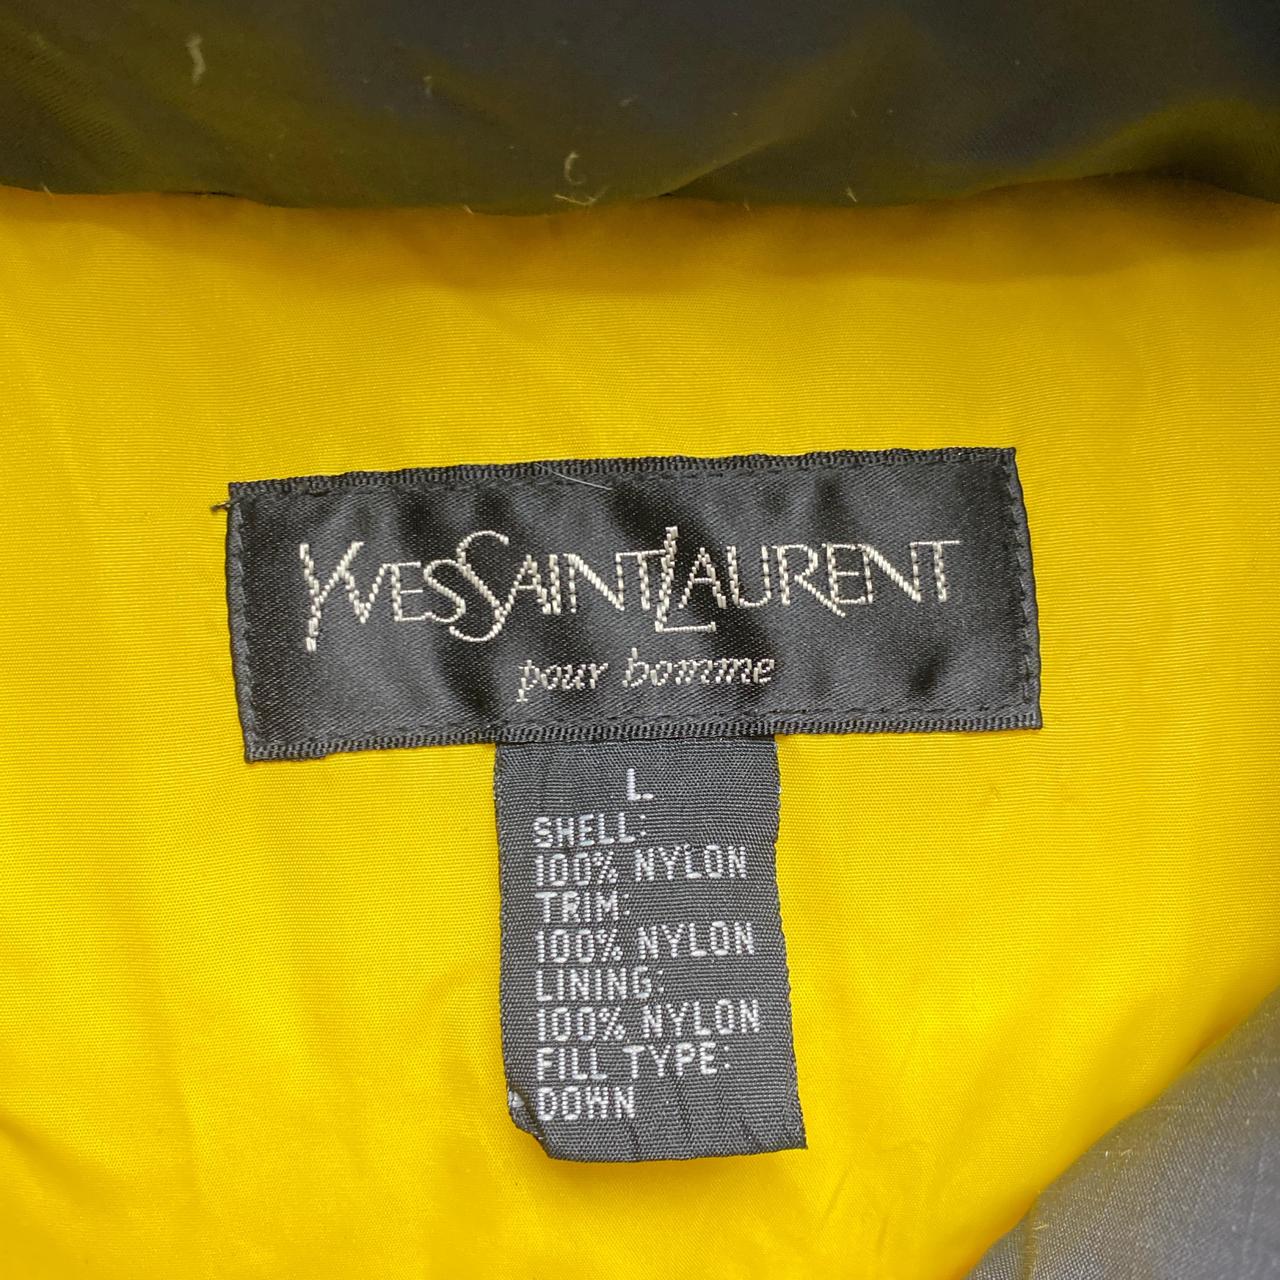 YVESSAINTLAURENT
pour homme
L
SHELL:
100% NYLON
TRIM:
100% NYLON
LINING:
100% NYLON
FILL TYPE:
DOWN